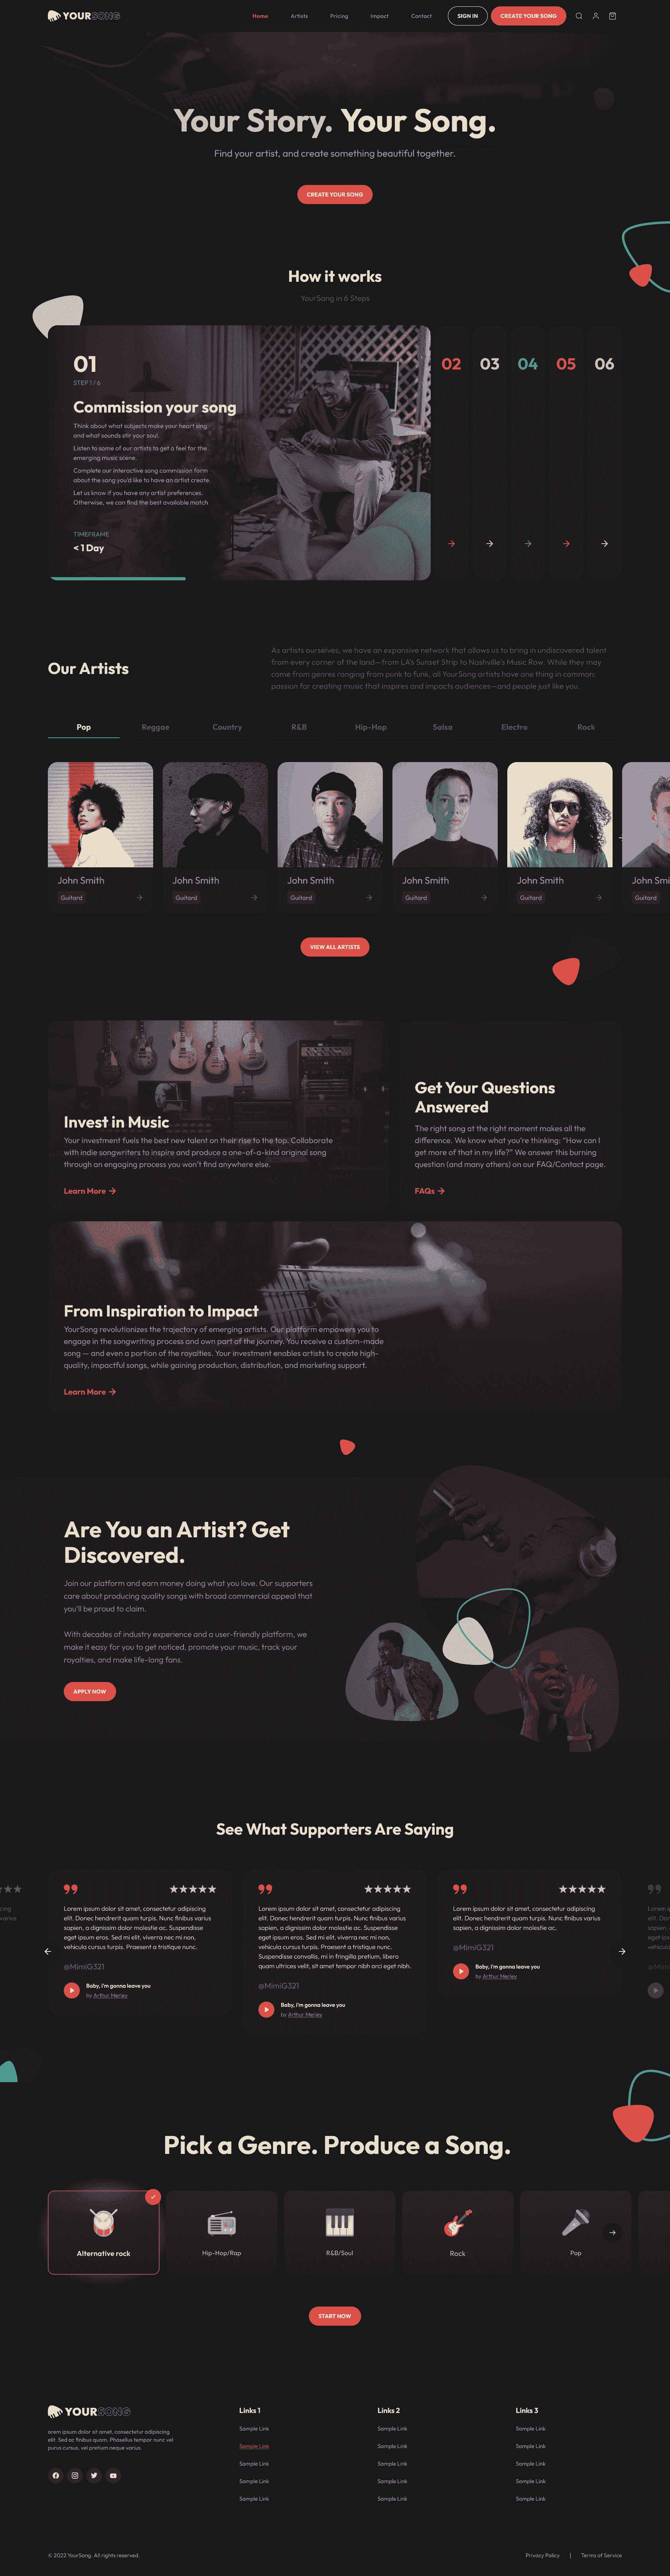 YOURSONG
Home Artists Pricing Impact Contact SIGN IN CREATE YOUR SONG
Your Story. Your Song.
Find your artist, and create something beautiful together.
CREATE YOUR SONG
How it works
YourSong in 6 Steps
01 02 03 04 05 06
STEP 1 / 6
Commission your song
Think about what subjects make your heart sing
and what sounds stir your soul.
Listen to some of our artists to get a feel for the
emerging music scene.
Complete our interactive song commission form
about the song you'd like to have an artist create.
Let us know if you have any artist preferences.
Otherwise, we can find the best available match
TIMEFRAME
< 1 Day
Our Artists
As artists ourselves, we have an expansive network that allows us to bring in undiscovered talent
from every corner of the land—from LA's Sunset Strip to Nashville's Music Row. While they may
come from genres ranging from punk to funk, all YourSong artists have one thing in common:
passion for creating music that inspires and impacts audiences—and people just like you.
Pop Reggae Country R&B Hip-Hop Salsa Electro Rock
John Smith John Smith John Smith John Smith John Smith John Smi
Guitard Guitard Guitard Guitard Guitard Guitard
VIEW ALL ARTISTS
Invest in Music
Your investment fuels the best new talent on their rise to the top. Collaborate
with indie songwriters to inspire and produce a one-of-a-kind original song
through an engaging process you won't find anywhere else.
Learn More
Get Your Questions
Answered
The song at the right moment makes all the
difference. We know what you're thinking: "How can I
get more of that in my life?" We answer this burning
question (and many others) on our FAQ/Contact page.
FAQs
From Inspiration to Impact
YourSong revolutionizes the trajectory of emerging artists. Our platform empowers you to
engage in the songwriting process and own part of the journey. You receive a custom-made
song — and even a portion of the royalties. Your investment enables artists to create high-
quality, impactful songs, while gaining production, distribution, and marketing support.
Learn More
Are You an Artist? Get
Discovered.
Join our platform and earn money doing what you love. Our supporters
care about producing quality songs with broad commercial appeal that
you'll be proud to claim.
With decades of industry experience and a user-friendly platform, we
make it easy for you to get noticed, promote your music, track your
royalties, and make life-long fans.
APPLY NOW
See What Supporters Are Saying
Lorem ipsum dolor sit amet, consectetur adipiscing
elit. Donec hendrerit quam turpis. Nunc finibus varius
sapien, a dignissim dolor molestie ac. Suspendisse
eget ipsum eros. Sed mi elit, viverra nec mi non,
vehicula cursus turpis. Praesent a tristique nunc.
@MimiG321
Baby, I'm gonna leave you
by Arthur Merley
Lorem ipsum dolor sit amet, consectetur adipiscing
elit. Donec hendrerit quam turpis. Nunc finibus varius
sapien, a dignissim dolor molestie ac. Suspendisse
eget ipsum eros. Sed mi elit, viverra nec mi non,
vehicula cursus turpis. Praesent a tristique nunc.
Suspendisse convallis, mi in fringilla pretium, libero
quam ultrices velit, sit amet tempor nibh orci eget nibh.
@MimiG321
Baby, I'm gonna leave you
by Arthur Merley
Lorem ipsum dolor sit amet, consectetur adipiscing
elit. Donec hendrerit quam turpis. Nunc finibus varius
sapien, a dignissim dolor molestie ac.
@MimiG321
Baby, I'm gonna leave you
by Arthur Merley
Pick a Genre. Produce a Song.
Alternative rock Hip-Hop/Rap R&B/Soul Rock Pop
START NOW
YOURSONG
orem ipsum dolor sit amet, consectetur adipiscing
elit. Sed ac finibus quam. Phasellus tempor nunc vel
purus cursus, vel pretium neque varius.
Links 1 Links 2 Links 3
Sample Link Sample Link Sample Link
Sample Link Sample Link Sample Link
Sample Link Sample Link Sample Link
Sample Link Sample Link Sample Link
Sample Link Sample Link Sample Link
© 2022 YourSong. All rights reserved.
Privacy Policy | Terms of Service